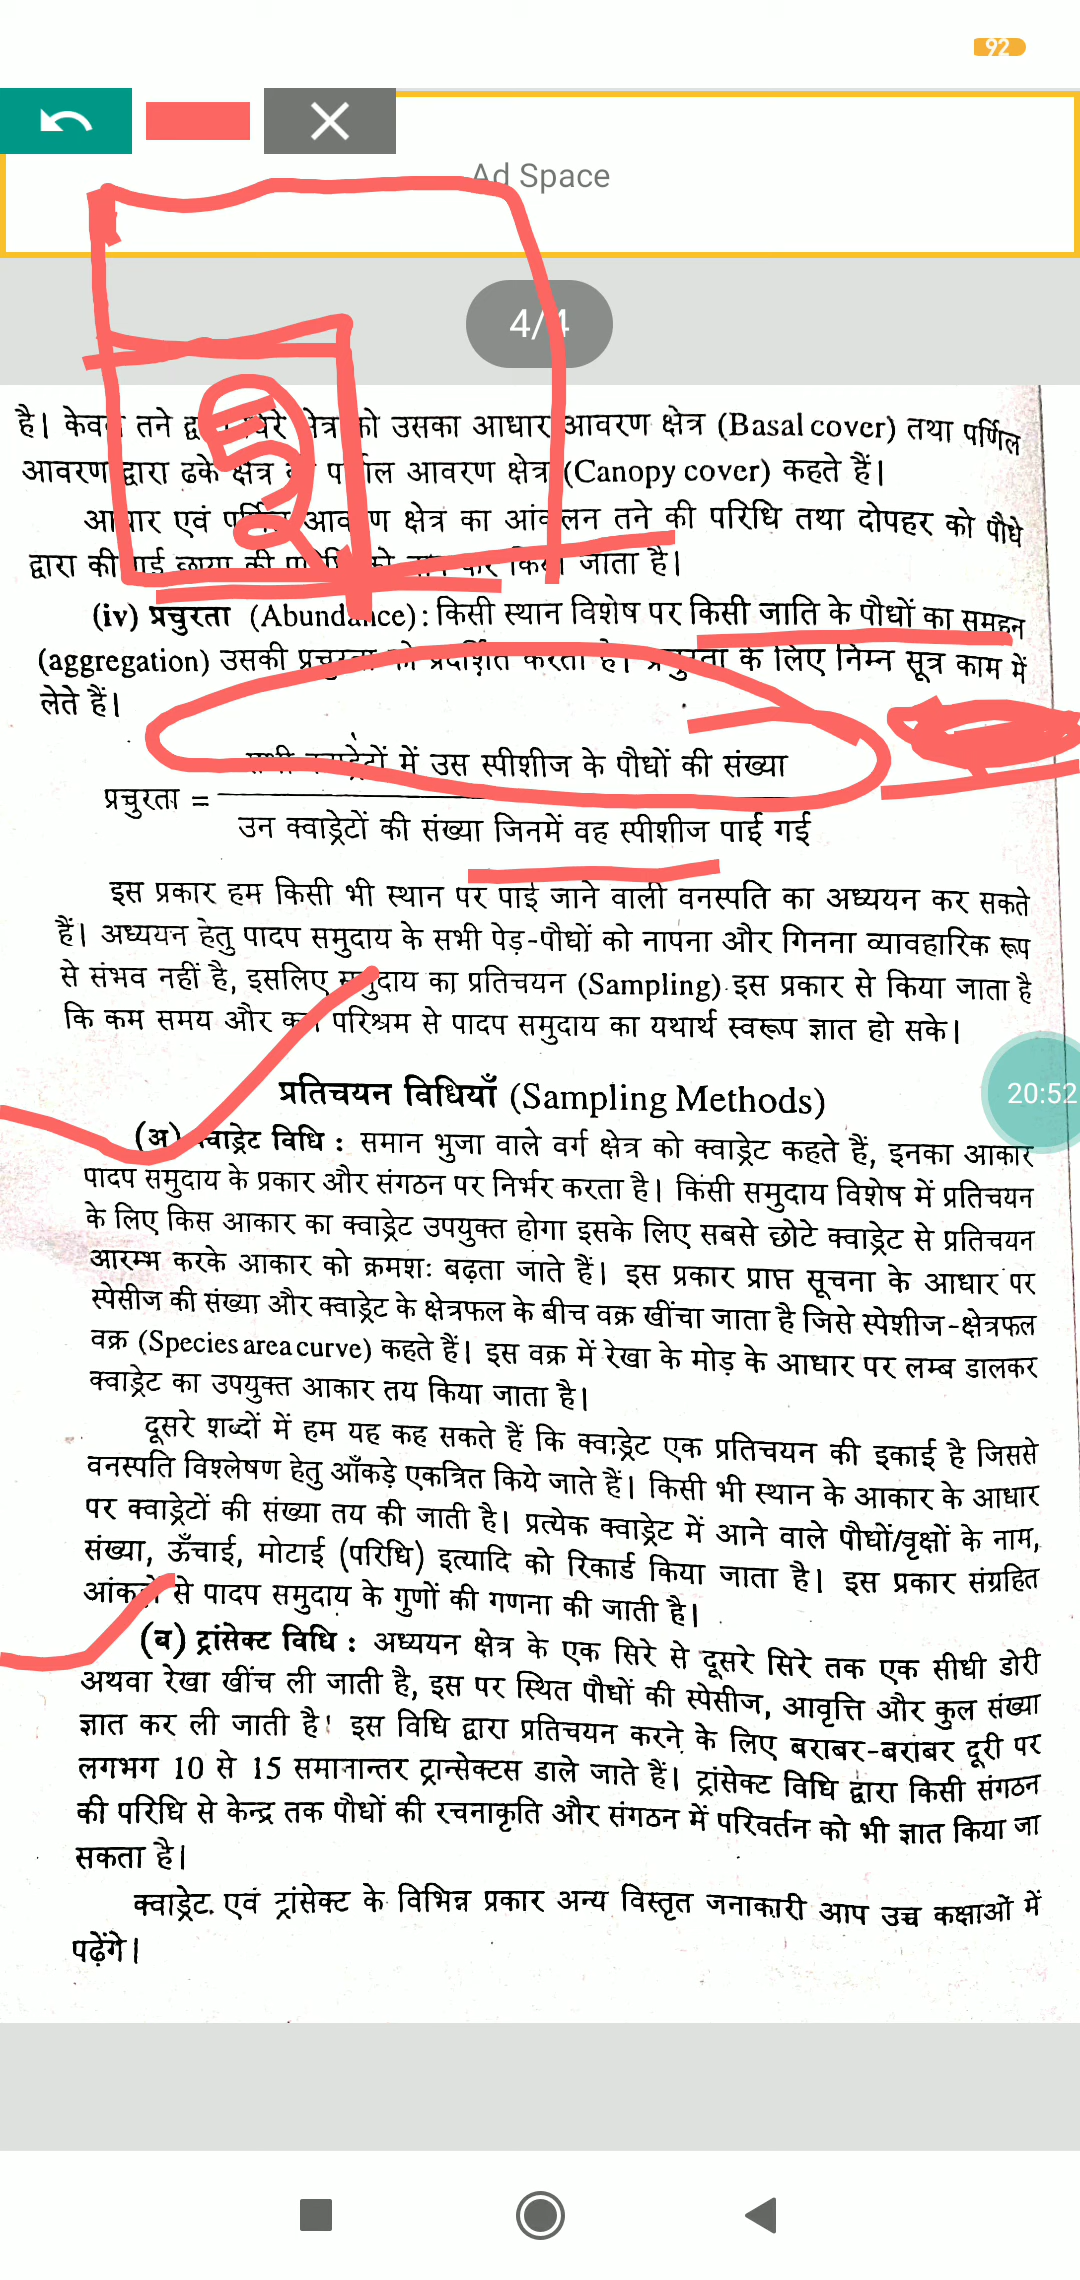 92
Ad Space
4/4
है। केवल तने द्वारा घिरे क्षेत्र को उसका आधार आवरण क्षेत्र (Basal cover) तथा पर्णिल
आवरण द्वारा ढके क्षेत्र को पर्णिल आवरण क्षेत्र (Canopy cover) कहते हैं।
आधार एवं पर्णिल आवरण क्षेत्र का आंकलन तने की परिधि तथा दोपहर को पौधे
द्वारा की गई छाया की परिधि को नाप कर किया जाता है।
(iv) प्रचुरता (Abundance): किसी स्थान विशेष पर किसी जाति के पौधों का समूहन
(aggregation) उसकी प्रचुरता को प्रदर्शित करता है। प्रचुरता के लिए निम्न सूत्र काम में
लेते हैं।
सभी क्वाड्रेटों में उस स्पीशीज के पौधों की संख्या
प्रचुरता =
उन क्वाड्रेटों की संख्या जिनमें वह स्पीशीज पाई गई
इस प्रकार हम किसी भी स्थान पर पाई जाने वाली वनस्पति का अध्ययन कर सकते
हैं। अध्ययन हेतु पादप समुदाय के सभी पेड़-पौधों को नापना और गिनना व्यावहारिक रूप
से संभव नहीं है, इसलिए समुदाय का प्रतिचयन (Sampling) इस प्रकार से किया जाता है
कि कम समय और कम परिश्रम से पादप समुदाय का यथार्थ स्वरूप ज्ञात हो सके।
प्रतिचयन विधियाँ (Sampling Methods)
20:52
(अ) क्वाड्रेट विधि : समान भुजा वाले वर्ग क्षेत्र को क्वाड्रेट कहते हैं, इनका आकार
पादप समुदाय के प्रकार और संगठन पर निर्भर करता है। किसी समुदाय विशेष में प्रतिचयन
के लिए किस आकार का क्वाड्रेट उपयुक्त होगा इसके लिए सबसे छोटे क्वाड्रेट से प्रतिचयन
आरम्भ करके आकार को क्रमशः बढ़ता जाते हैं। इस प्रकार प्राप्त सूचना के आधार पर
स्पेसीज की संख्या और क्वाड्रेट के क्षेत्रफल के बीच वक्र खींचा जाता है जिसे स्पेशीज-क्षेत्रफल
वक्र (Species area curve) कहते हैं। इस वक्र में रेखा के मोड़ के आधार पर लम्ब डालकर
क्वाड्रेट का उपयुक्त आकार तय किया जाता है।
दूसरे शब्दों में हम यह कह सकते हैं कि क्वाड्रेट एक प्रतिचयन की इकाई है जिससे
वनस्पति विश्लेषण हेतु आँकड़े एकत्रित किये जाते हैं। किसी भी स्थान के आकार के आधार
पर क्वाड्रेटों की संख्या तय की जाती है। प्रत्येक क्वाड्रेट में आने वाले पौधों/वृक्षों के नाम,
संख्या, ऊँचाई, मोटाई (परिधि) इत्यादि को रिकार्ड किया जाता है। इस प्रकार संग्रहित
आंकड़ों से पादप समुदाय के गुणों की गणना की जाती है।
(ब) ट्रांसेक्ट विधि : अध्ययन क्षेत्र के एक सिरे से दूसरे सिरे तक एक सीधी डोरी
अथवा रेखा खींच ली जाती है, इस पर स्थित पौधों की स्पेसीज, आवृत्ति और कुल संख्या
ज्ञात कर ली जाती है। इस विधि द्वारा प्रतिचयन करने के लिए बराबर-बराबर दूरी पर
लगभग 10 से 15 समानान्तर ट्रान्सेक्टस डाले जाते हैं। ट्रांसेक्ट विधि द्वारा किसी संगठन
की परिधि से केन्द्र तक पौधों की रचनाकृति और संगठन में परिवर्तन को भी ज्ञात किया जा
सकता है।
क्वाड्रेट एवं ट्रांसेक्ट के विभिन्न प्रकार अन्य विस्तृत जनाकारी आप उच्च कक्षाओं में
पढ़ेंगे।